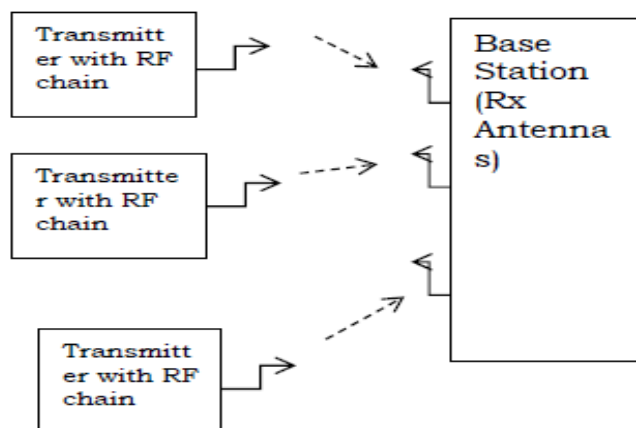 Transmitt
er with RF
chain
Base
Station
(Rx
Antenna
s)
Transmitte
r with RF
chain
Transmitt
er with RF
chain